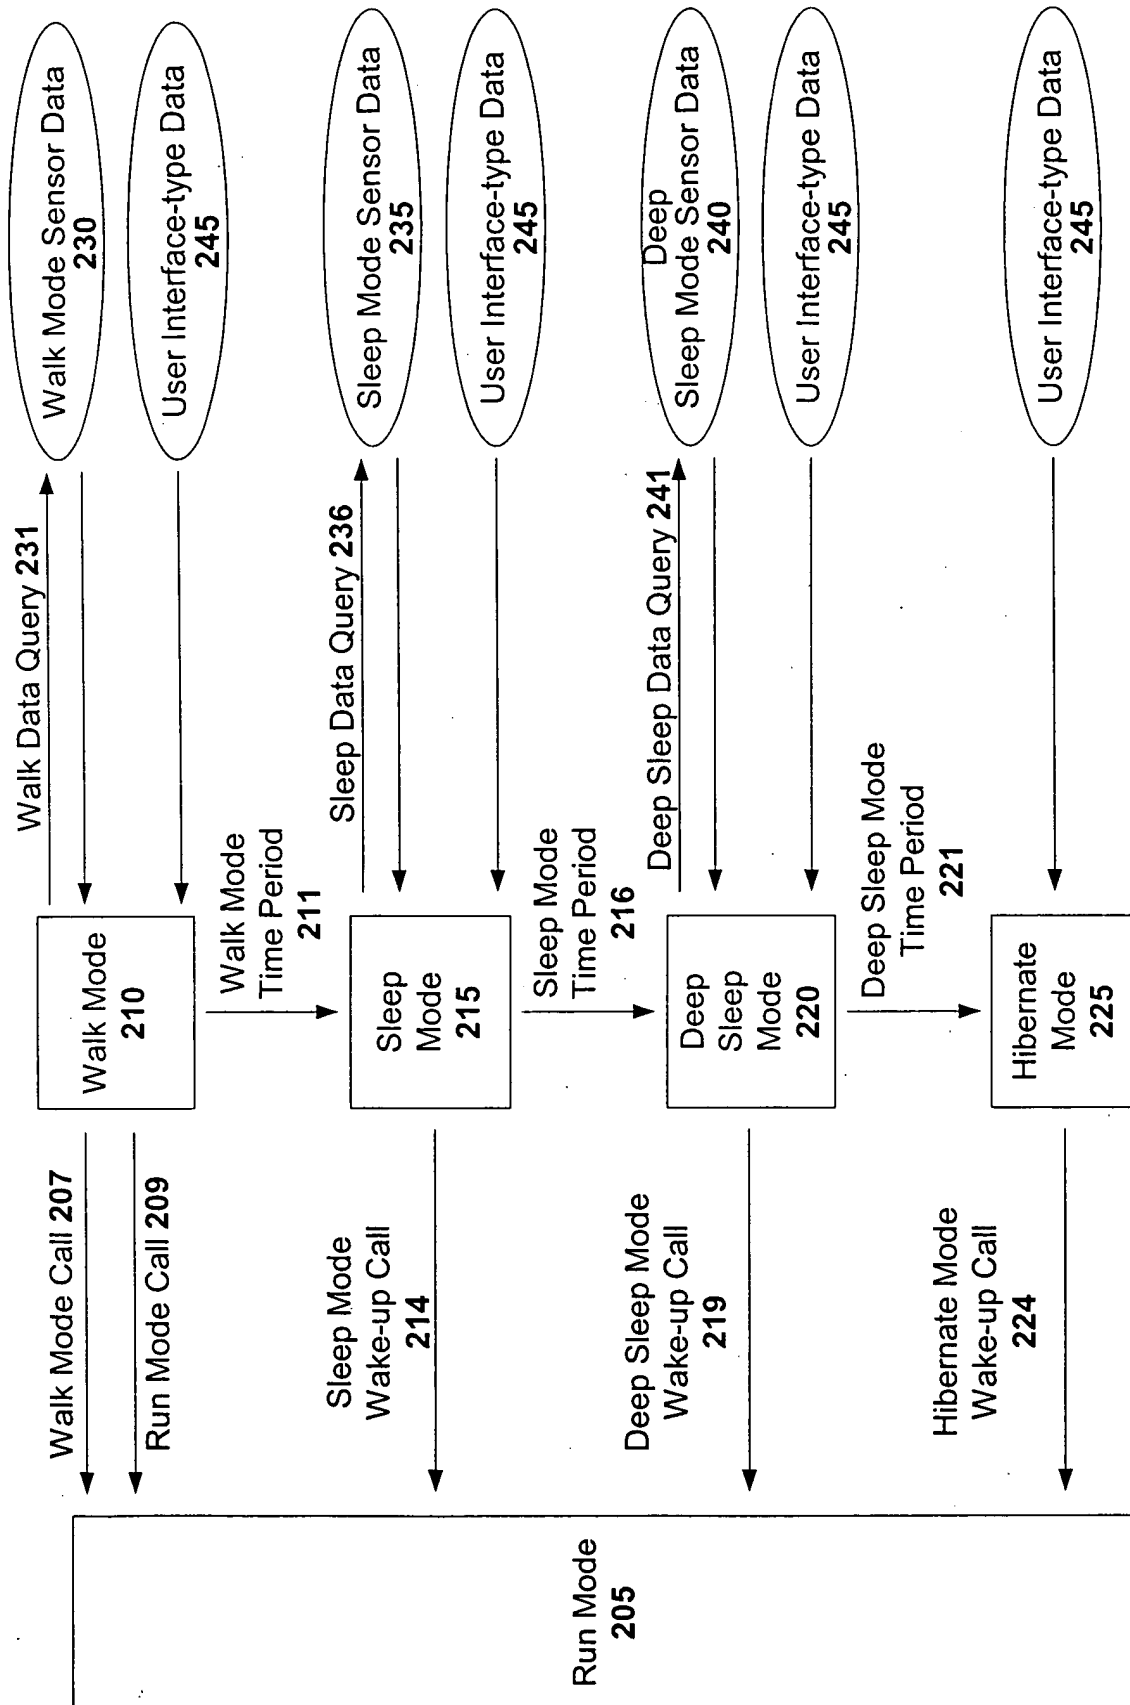 Walk Mode Sensor Data
230
User Interface-type Data
245
Sleep Mode Sensor Data
235
User Interface-type Data
245
Deep
Sleep Mode Sensor Data
240
User Interface-type Data
245
User Interface-type Data
245
Walk Data Query 231
Sleep Data Query 236
Deep Sleep Data Query 241
Walk Mode
210
Walk Mode
Time Period
211
Sleep
Mode
215
Sleep Mode
Time Period
216
Deep
Sleep
Mode
220
Deep Sleep Mode
Time Period
221
Hibernate
Mode
225
Walk Mode Call 207
Run Mode Call 209
Sleep Mode
Wake-up Call
214
Deep Sleep Mode
Wake-up Call
219
Hibernate Mode
Wake-up Call
224
Run Mode
205